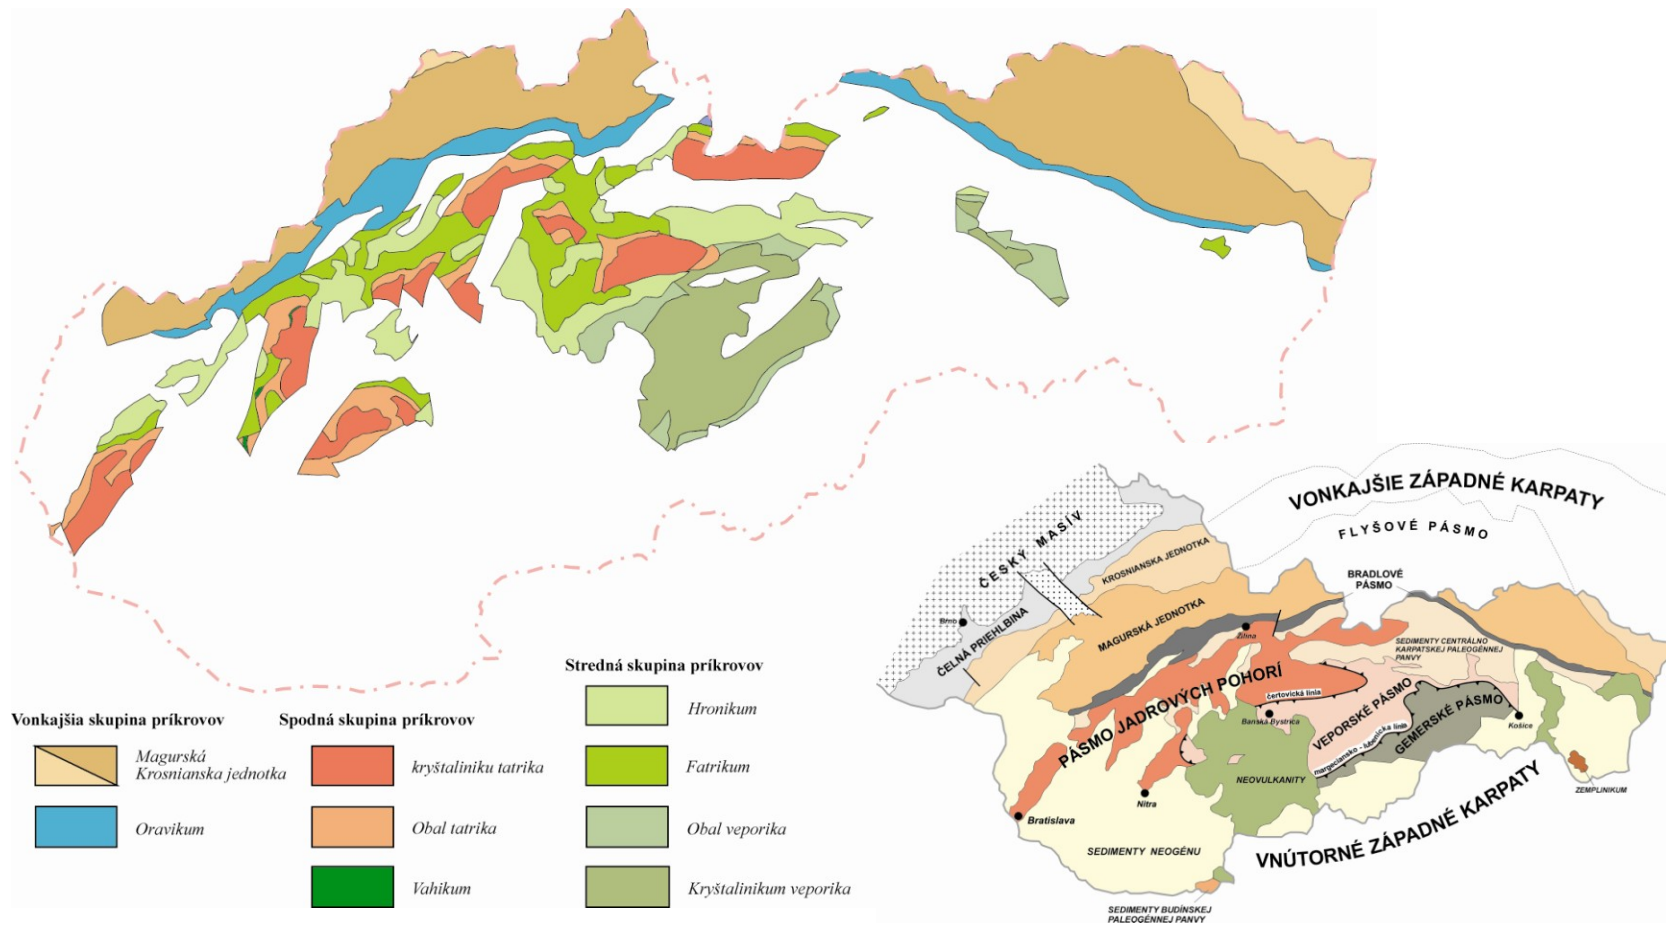 Vonkajšia skupina príkrovov
Magurská
Krosnianska jednotka
Oravikum
Spodná skupina príkrovov
kryštaliniku tatrika
Obal tatrika
Vahikum
Stredná skupina príkrovov
Hronikum
Fatrikum
Obal veporika
Kryštalinikum veporika
VONKAJŠIE ZÁPADNÉ KARPATY
FLYŠOVÉ PÁSMO
ČESKÝ MASÍV
KROSNIANSKA JEDNOTKA
BRADLOVÉ
PÁSMO
Brno
ČELNÁ PRIEHLBINA
MAGURSKÁ JEDNOTKA
Žilina
SEDIMENTY CENTRÁLNO
KARPATSKEJ PALEOGÉNNEJ
PANVY
PÁSMO JADROVÝCH POHORÍ
čertovická línia
Banská Bystrica
VEPORSKÉ PÁSMO
GEMERSKÉ PÁSMO
margeciansko - lubenícka línia
Košice
NEOVULKANITY
ZEMPLINIKUM
Nitra
Bratislava
SEDIMENTY NEOGÉNU
VNÚTORNÉ ZÁPADNÉ KARPATY
SEDIMENTY BUDÍNSKEJ
PALEOGÉNNEJ PANVY